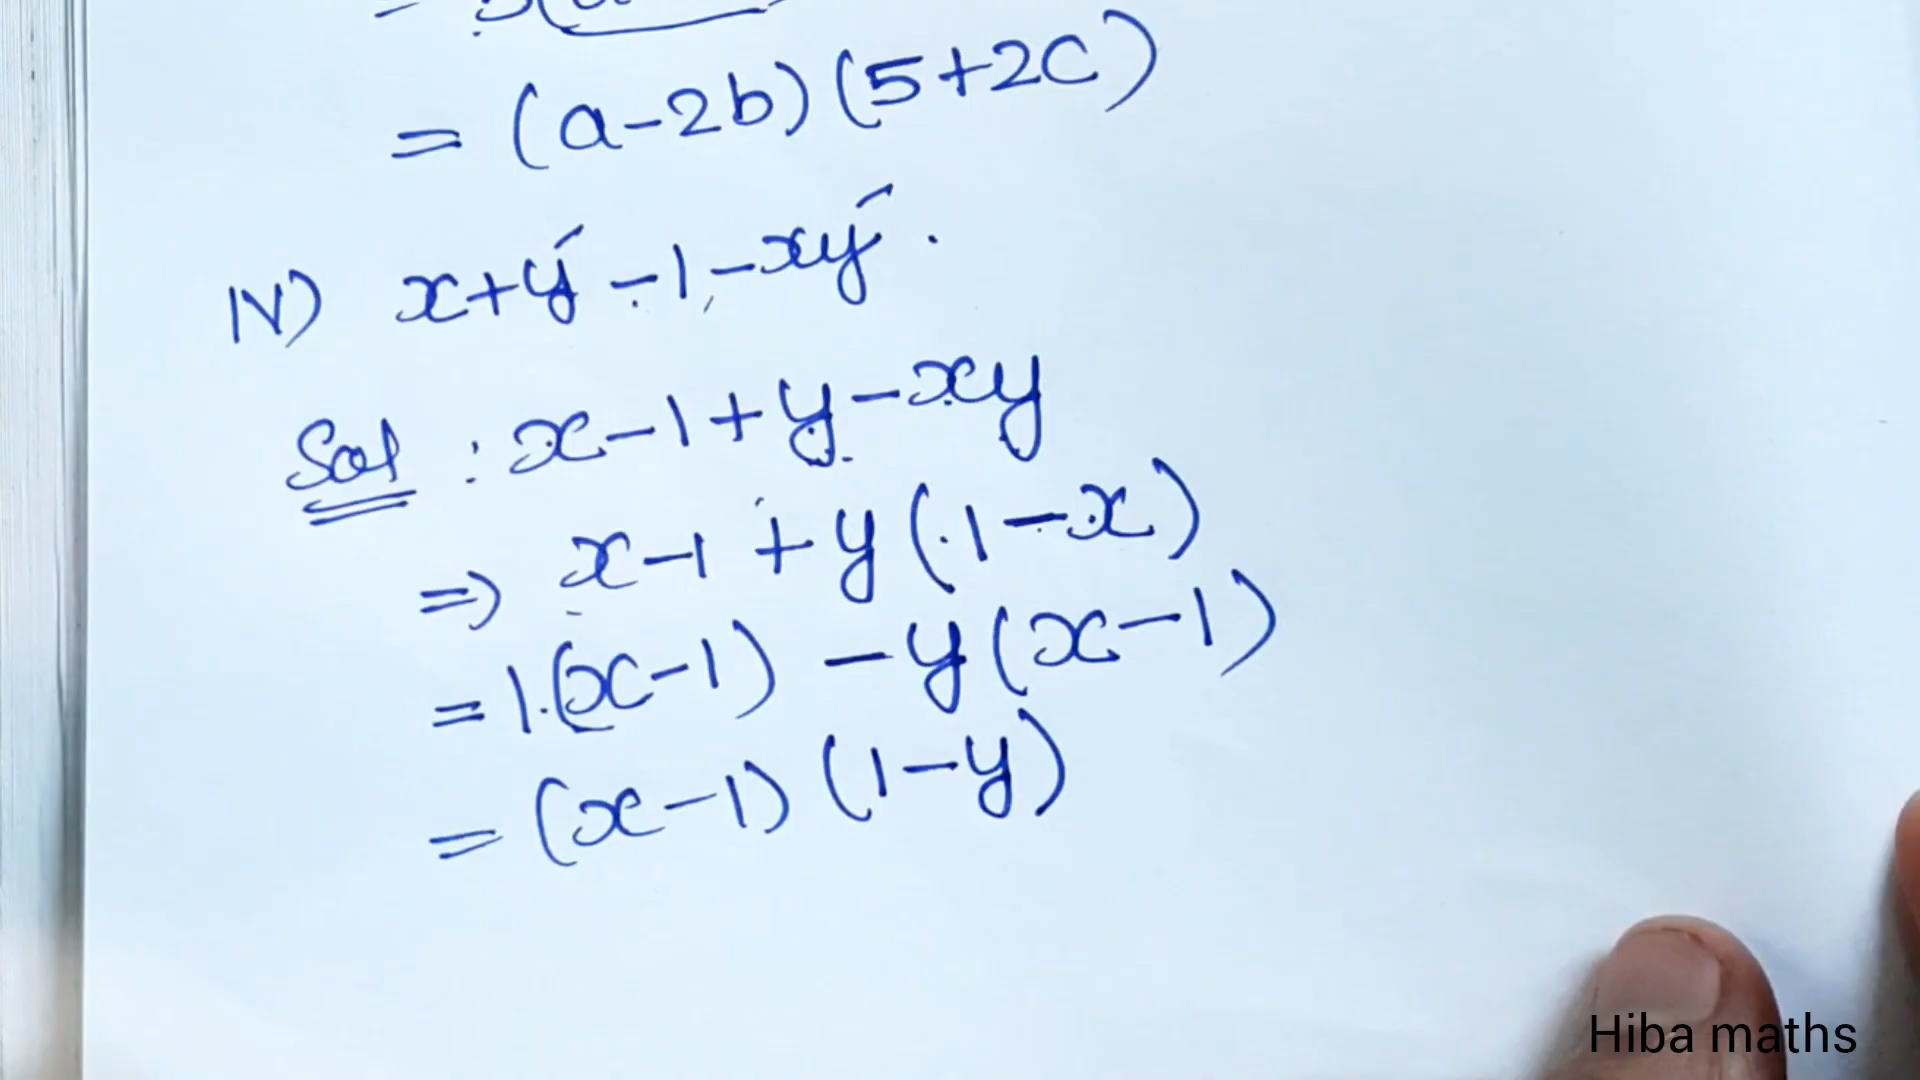 = (a-2b)(5+2c)
IV) x+y-1-xy.
Sol : x-1+y-xy
=> x-1+y(1-x)
= 1.(x-1) -y(x-1)
= (x-1)(1-y)
Hiba maths